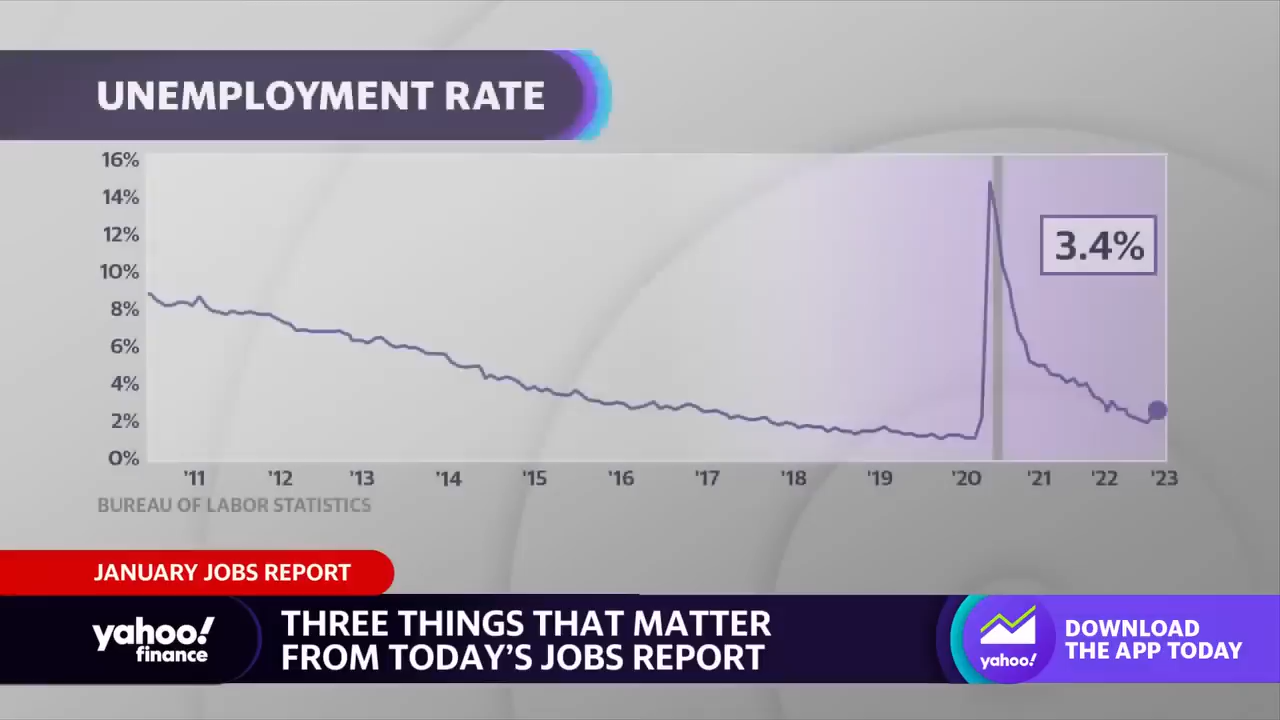 UNEMPLOYMENT RATE
16%
14%
12%
10%
8%
6%
4%
2%
0%
3.4%
'11 '12 '13 '14 '15 '16 '17 '18 '19 '20 '21 '22 '23
BUREAU OF LABOR STATISTICS
JANUARY JOBS REPORT
yahoo!
finance
THREE THINGS THAT MATTER
FROM TODAY'S JOBS REPORT
yahoo!
DOWNLOAD
THE APP TODAY